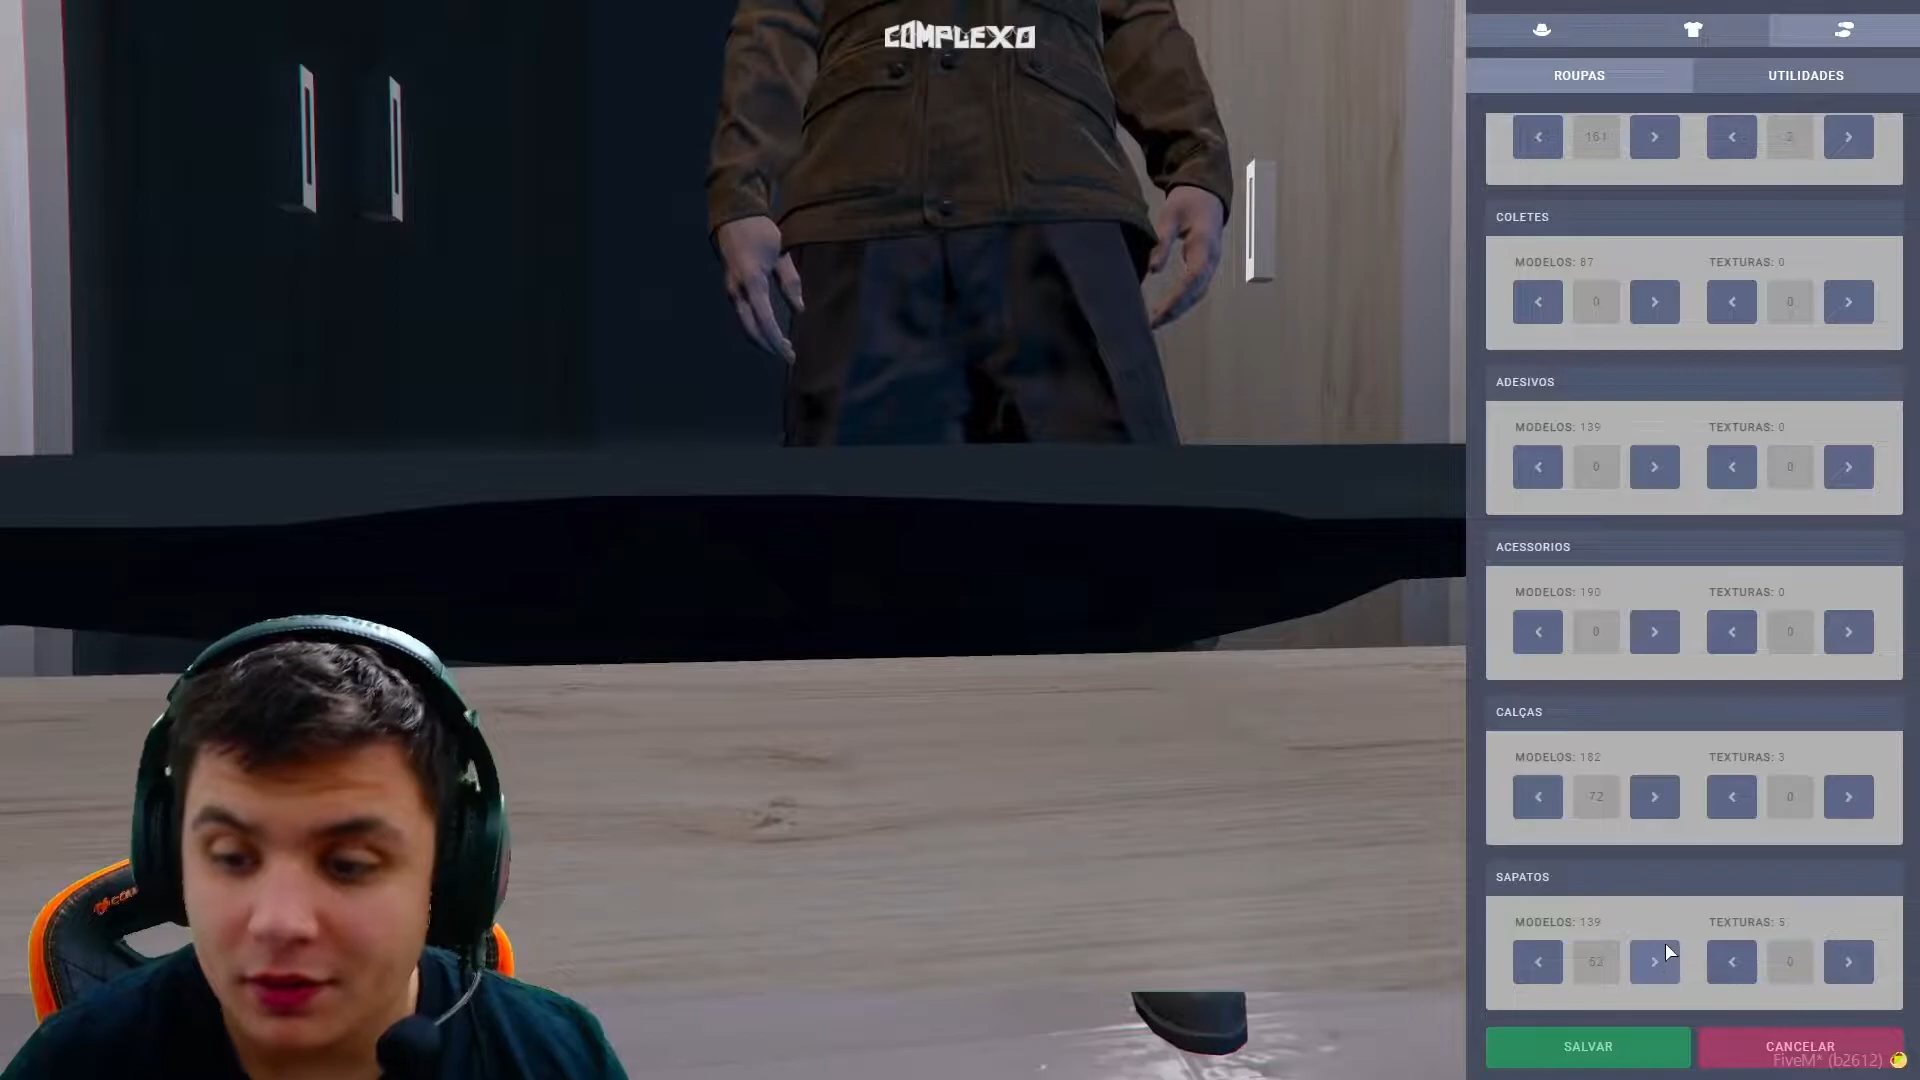 COMPLEXO
ROUPAS
UTILIDADES
161
2
COLETES
MODELOS: 87
TEXTURAS: 0
0
0
ADESIVOS
MODELOS: 139
TEXTURAS: 0
0
0
ACESSORIOS
MODELOS: 190
TEXTURAS: 0
0
0
CALÇAS
MODELOS: 182
TEXTURAS: 3
72
0
SAPATOS
MODELOS: 139
TEXTURAS: 5
0
SALVAR
CANCELAR
FiveM* (b2612)